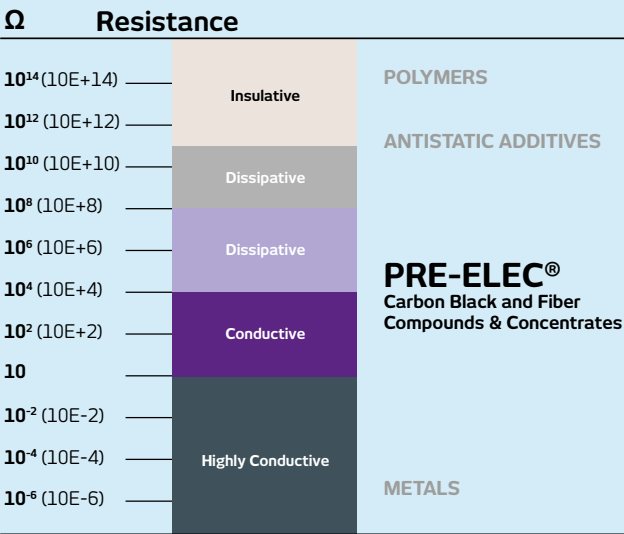 Ω Resistance
10¹⁴ (10E+14)
Insulative
POLYMERS
10¹² (10E+12)
ANTISTATIC ADDITIVES
10¹⁰ (10E+10)
Dissipative
10⁸ (10E+8)
10⁶ (10E+6)
Dissipative
PRE-ELEC®
Carbon Black and Fiber
Compounds & Concentrates
10⁴ (10E+4)
10² (10E+2)
Conductive
10
10⁻² (10E-2)
10⁻⁴ (10E-4)
Highly Conductive
METALS
10⁻⁶ (10E-6)